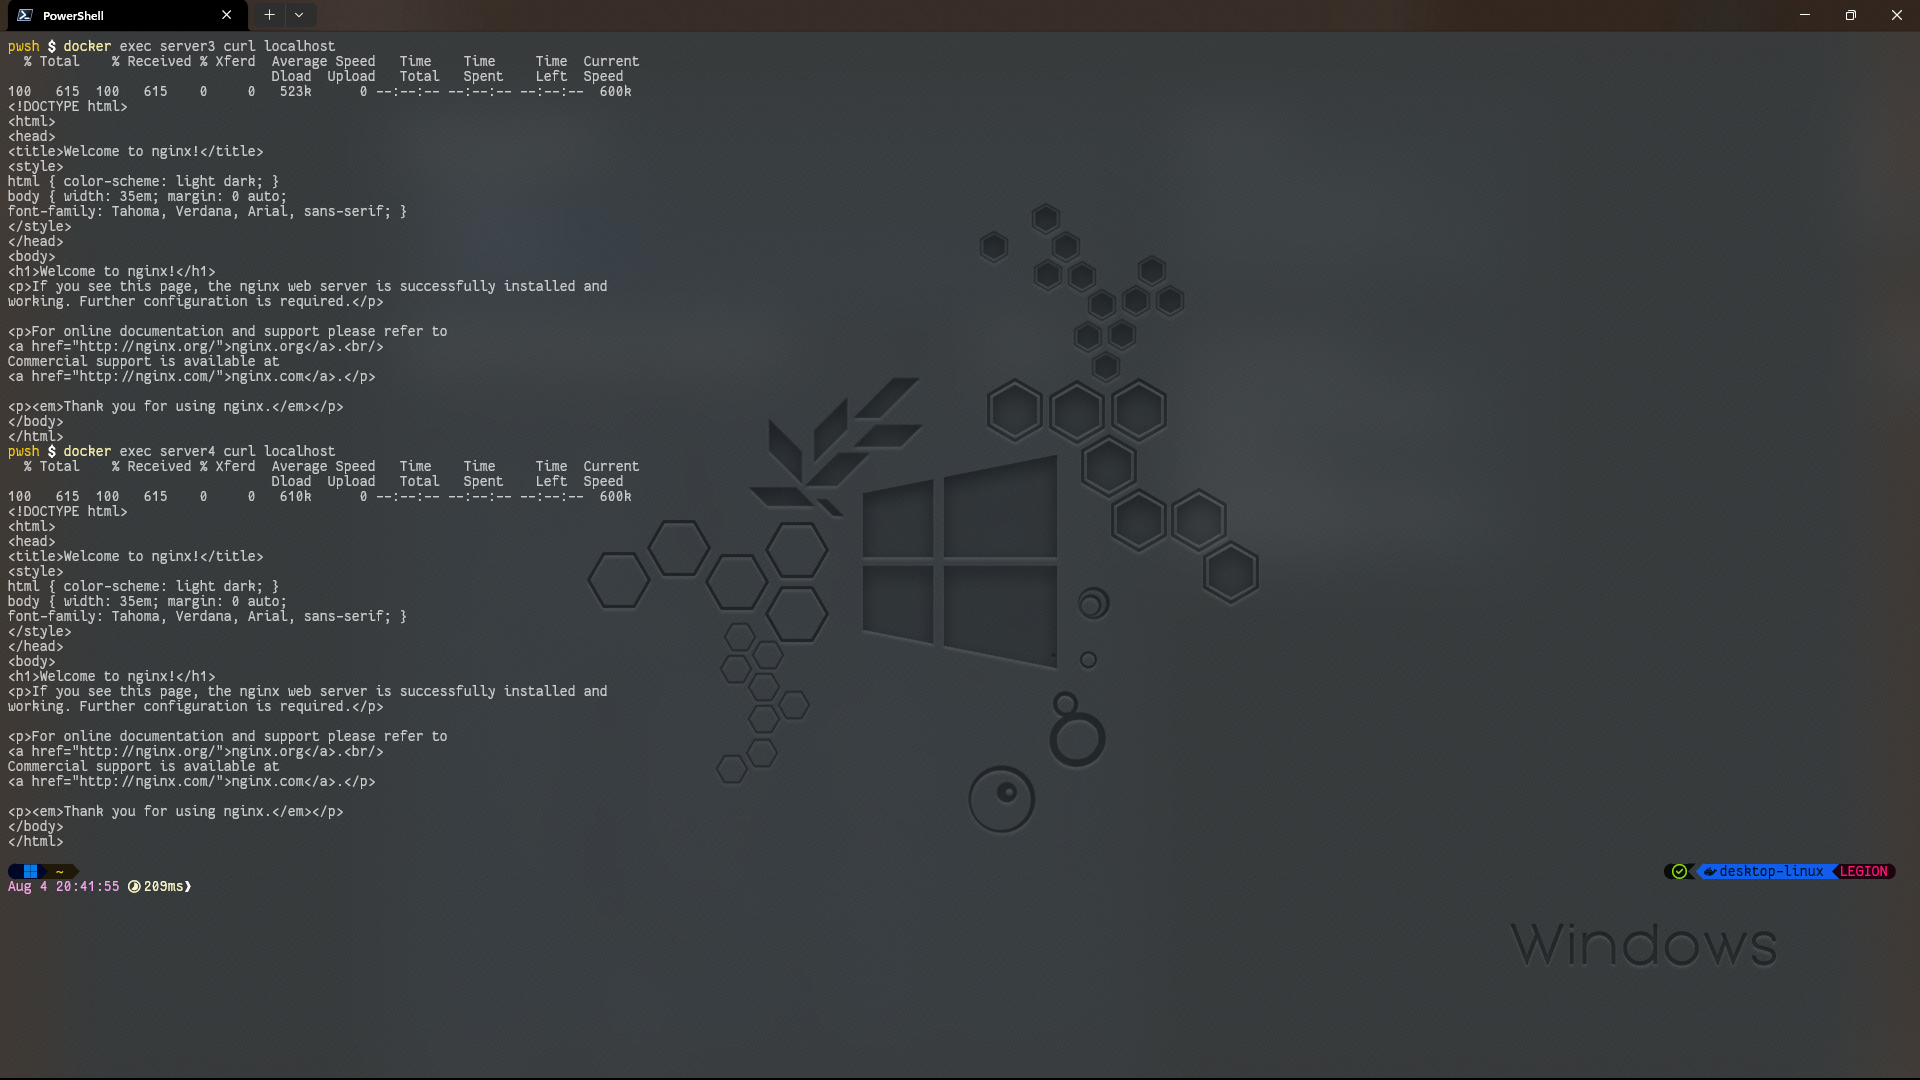 PowerShell
pwsh $ docker exec server3 curl localhost
  % Total    % Received % Xferd  Average Speed   Time    Time     Time  Current
                                 Dload  Upload   Total   Spent    Left  Speed
100   615  100   615    0     0   523k      0 --:--:-- --:--:-- --:--:--  600k
<!DOCTYPE html>
<html>
<head>
<title>Welcome to nginx!</title>
<style>
html { color-scheme: light dark; }
body { width: 35em; margin: 0 auto;
font-family: Tahoma, Verdana, Arial, sans-serif; }
</style>
</head>
<body>
<h1>Welcome to nginx!</h1>
<p>If you see this page, the nginx web server is successfully installed and
working. Further configuration is required.</p>

<p>For online documentation and support please refer to
<a href="http://nginx.org/">nginx.org</a>.<br/>
Commercial support is available at
<a href="http://nginx.com/">nginx.com</a>.</p>

<p><em>Thank you for using nginx.</em></p>
</body>
</html>
pwsh $ docker exec server4 curl localhost
  % Total    % Received % Xferd  Average Speed   Time    Time     Time  Current
                                 Dload  Upload   Total   Spent    Left  Speed
100   615  100   615    0     0   610k      0 --:--:-- --:--:-- --:--:--  600k
<!DOCTYPE html>
<html>
<head>
<title>Welcome to nginx!</title>
<style>
html { color-scheme: light dark; }
body { width: 35em; margin: 0 auto;
font-family: Tahoma, Verdana, Arial, sans-serif; }
</style>
</head>
<body>
<h1>Welcome to nginx!</h1>
<p>If you see this page, the nginx web server is successfully installed and
working. Further configuration is required.</p>

<p>For online documentation and support please refer to
<a href="http://nginx.org/">nginx.org</a>.<br/>
Commercial support is available at
<a href="http://nginx.com/">nginx.com</a>.</p>

<p><em>Thank you for using nginx.</em></p>
</body>
</html>
~ desktop-linux LEGION
Aug 4 20:41:55 209ms❯
Windows